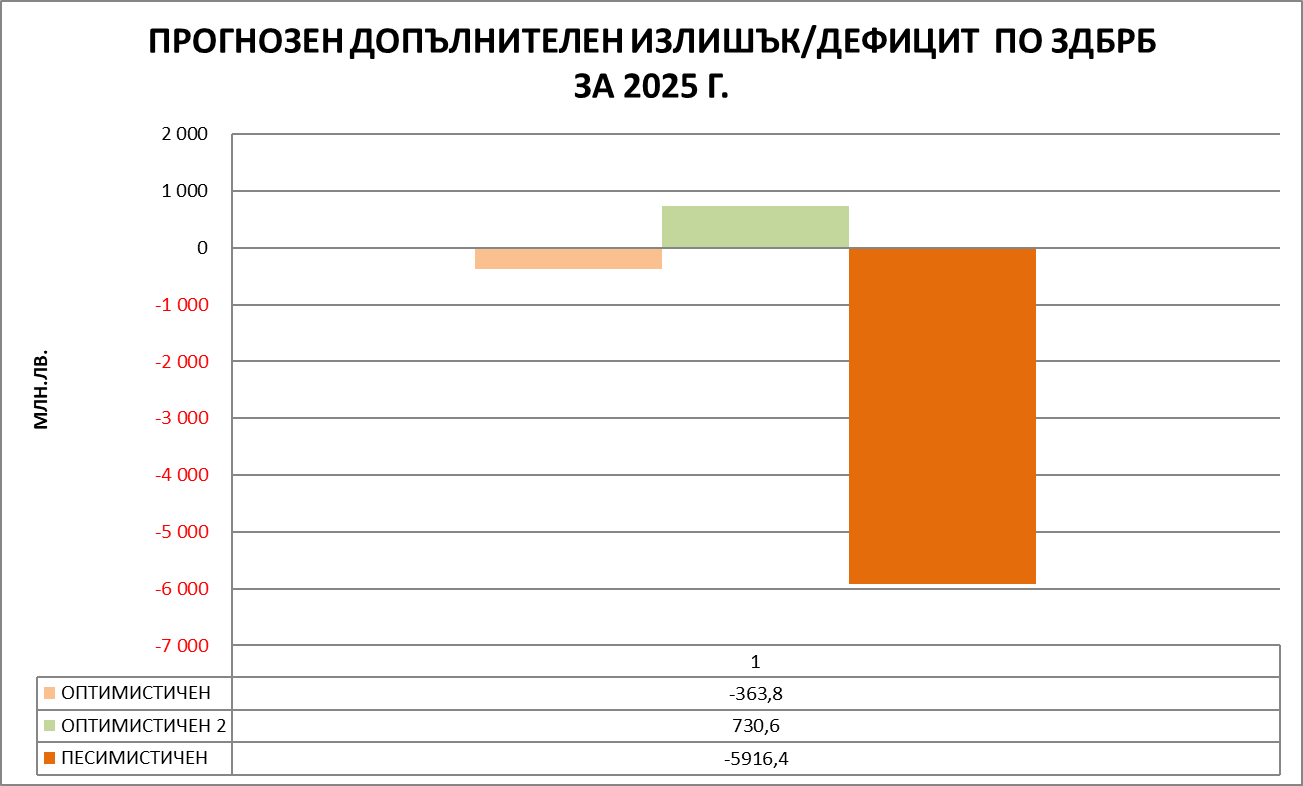 ПРОГНОЗЕН ДОПЪЛНИТЕЛЕН ИЗЛИШЪК/ДЕФИЦИТ ПО ЗДБРБ
ЗА 2025 Г.
2 000
1 000
0
-1 000
-2 000
-3 000
-4 000
-5 000
-6 000
-7 000
МЛН.ЛВ.
1
ОПТИМИСТИЧЕН -363,8
ОПТИМИСТИЧЕН 2 730,6
ПЕСИМИСТИЧЕН -5916,4